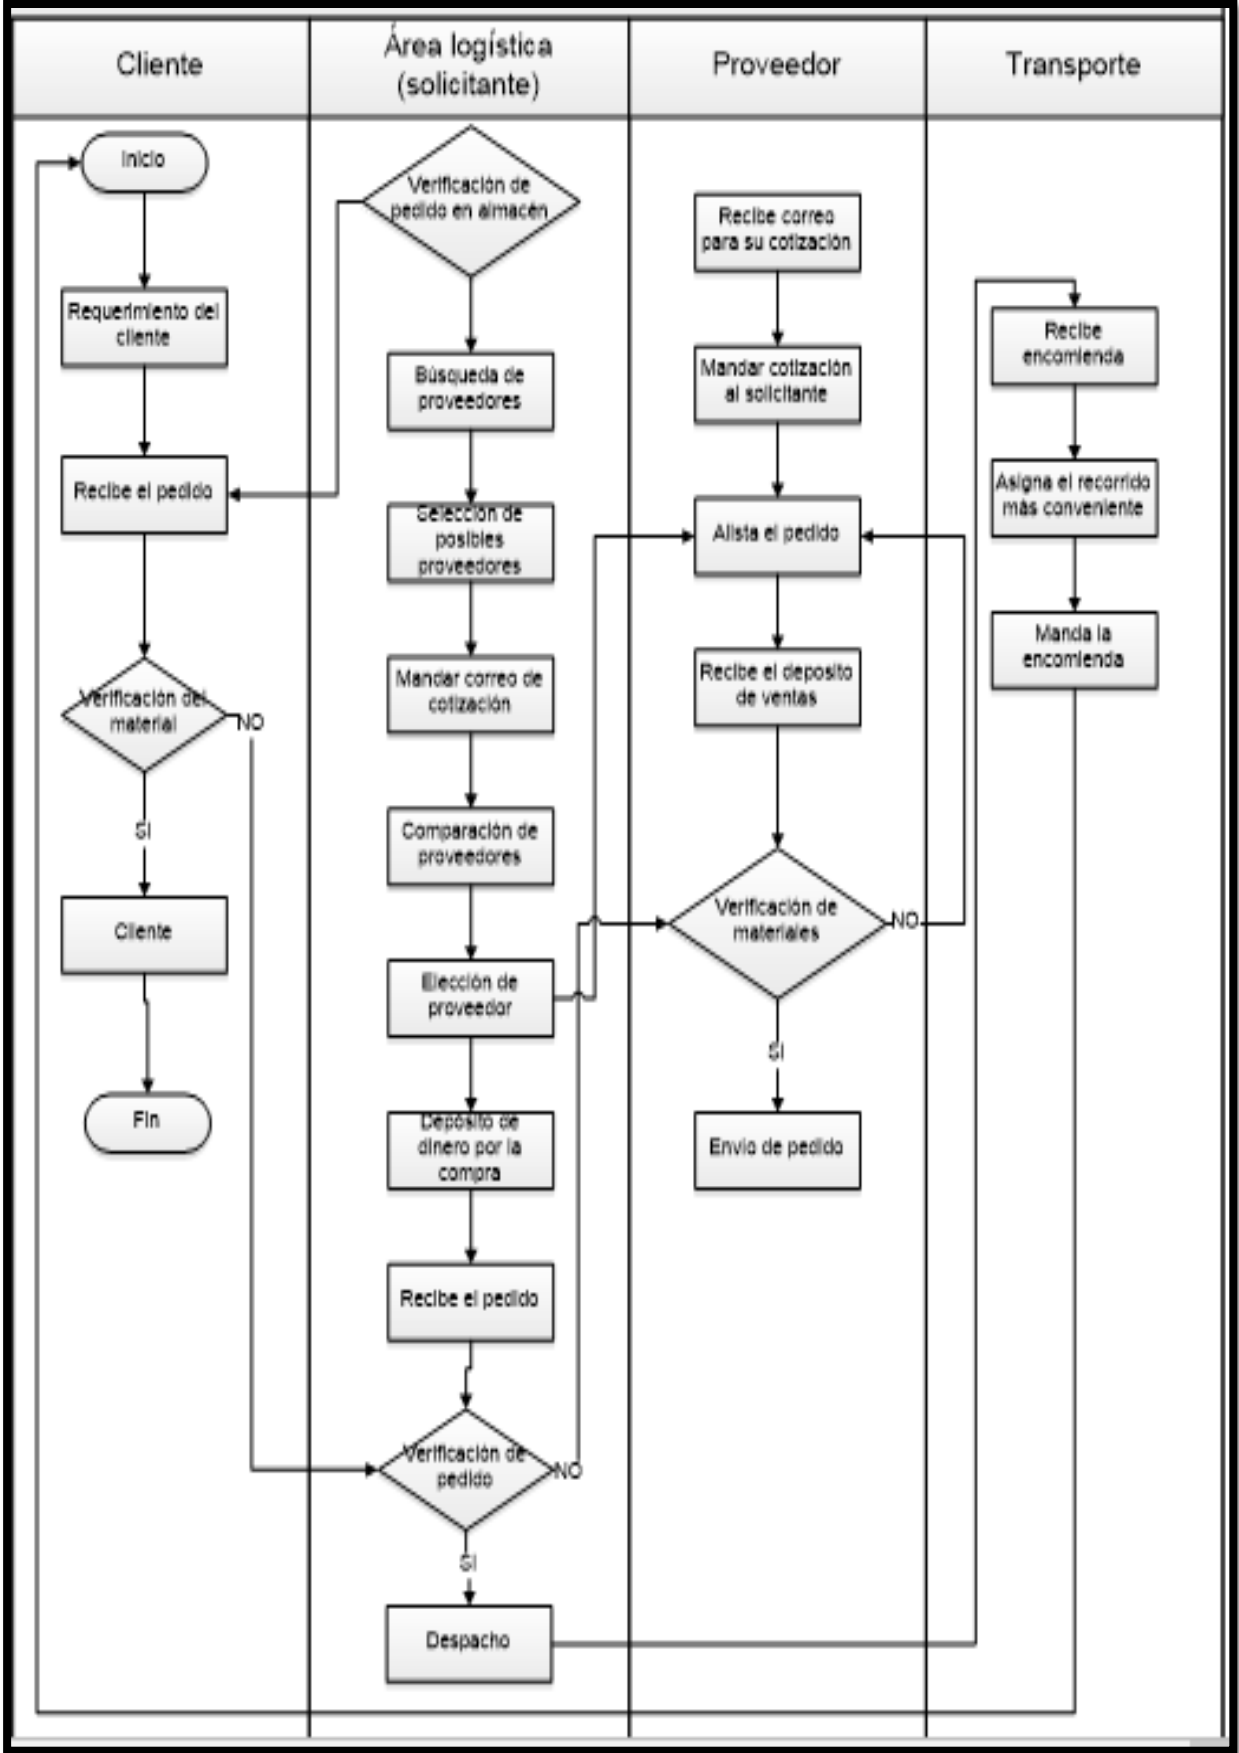 Cliente
Área logística
(solicitante)
Proveedor
Transporte
Inicio
Requerimiento del
cliente
Recibe el pedido
Verificación del
material
NO
SI
Cliente
Fin
Verificación de
pedido en almacén
Búsqueda de
proveedores
Selección de
posibles
proveedores
Mandar correo de
cotización
Comparación de
proveedores
Elección de
proveedor
Depósito de
dinero por la
compra
Recibe el pedido
Verificación de
pedido
NO
SI
Despacho
Recibe correo
para su cotización
Mandar cotización
al solicitante
Alista el pedido
Recibe el deposito
de ventas
Verificación de
materiales
NO
SI
Envio de pedido
Recibe
encomienda
Asigna el recorrido
más conveniente
Manda la
encomienda